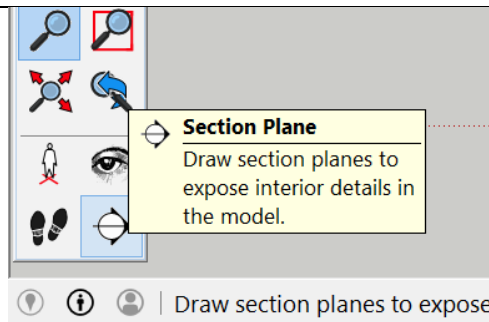 Section Plane
Draw section planes to
expose interior details in
the model.
Draw section planes to expose